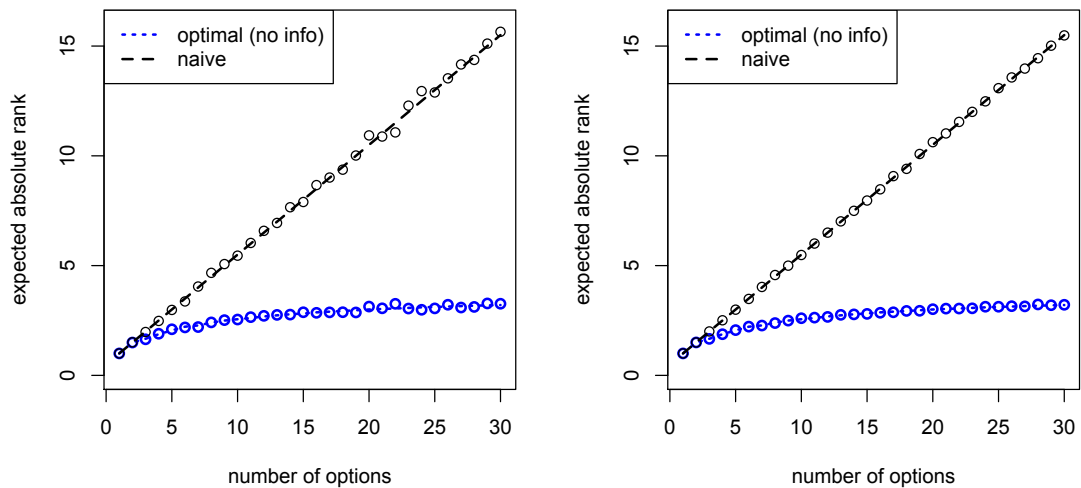 optimal (no info)
naive
expected absolute rank
15
10
5
0
0 5 10 15 20 25 30
number of options
optimal (no info)
naive
expected absolute rank
15
10
5
0
0 5 10 15 20 25 30
number of options